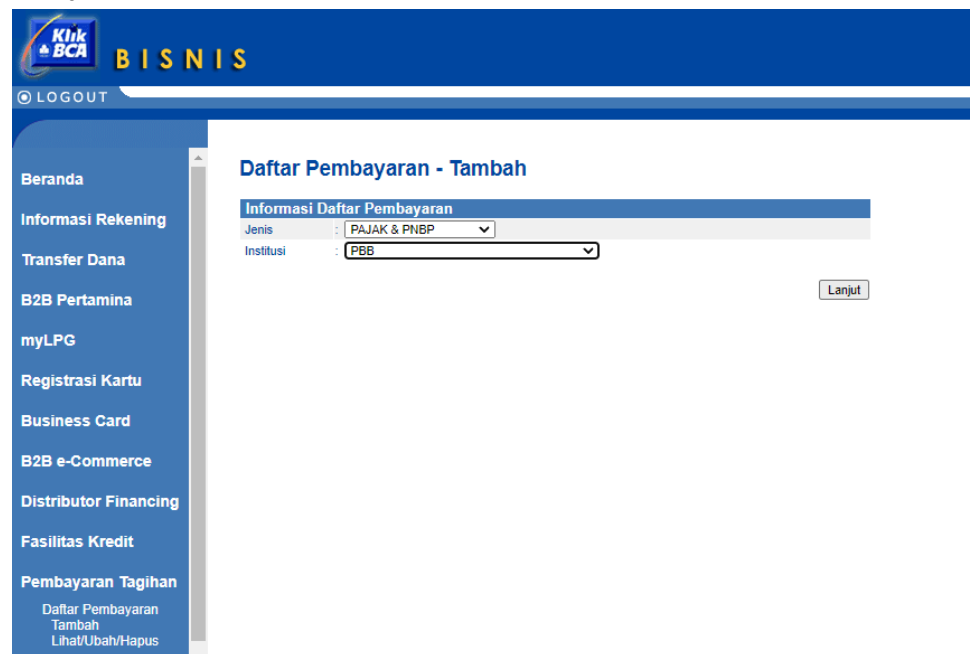 Klik
BCA
BISNIS
LOGOUT
Beranda
Informasi Rekening
Transfer Dana
B2B Pertamina
myLPG
Registrasi Kartu
Business Card
B2B e-Commerce
Distributor Financing
Fasilitas Kredit
Pembayaran Tagihan
Daftar Pembayaran
Tambah
Lihat/Ubah/Hapus
Daftar Pembayaran - Tambah
Informasi Daftar Pembayaran
Jenis : PAJAK & PNBP
Institusi : PBB
Lanjut